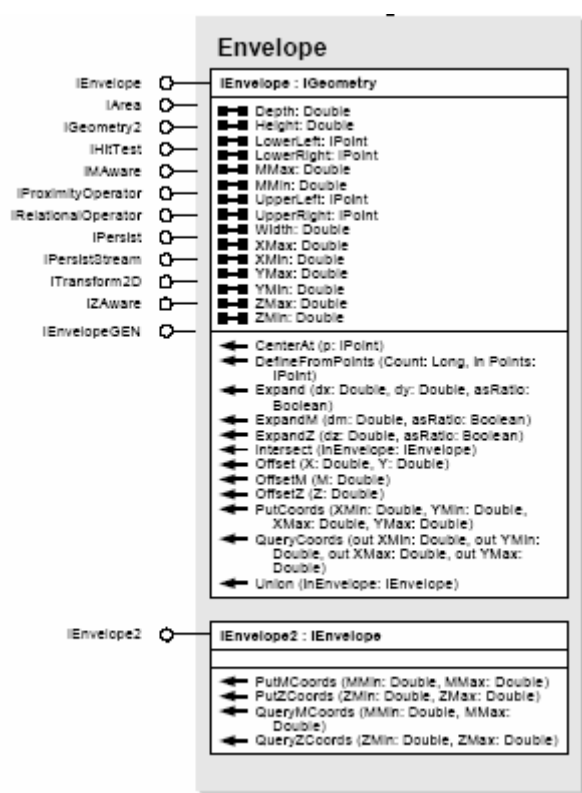 Envelope
IEnvelope
IArea
IGeometry2
IHitTest
IMAware
IProximityOperator
IRelationalOperator
IPersist
IPersistStream
ITransform2D
IZAware
IEnvelopeGEN
IEnvelope : IGeometry
Depth: Double
Height: Double
LowerLeft: IPoint
LowerRight: IPoint
MMax: Double
MMin: Double
UpperLeft: IPoint
UpperRight: IPoint
Width: Double
XMax: Double
XMin: Double
YMax: Double
YMin: Double
ZMax: Double
ZMin: Double
CenterAt (p: IPoint)
DefineFromPoints (Count: Long, in Points:
IPoint)
Expand (dx: Double, dy: Double, asRatio:
Boolean)
ExpandM (dm: Double, asRatio: Boolean)
ExpandZ (dz: Double, asRatio: Boolean)
Intersect (inEnvelope: IEnvelope)
Offset (X: Double, Y: Double)
OffsetM (M: Double)
OffsetZ (Z: Double)
PutCoords (XMin: Double, YMin: Double,
XMax: Double, YMax: Double)
QueryCoords (out XMin: Double, out YMin:
Double, out XMax: Double, out YMax:
Double)
Union (inEnvelope: IEnvelope)
IEnvelope2
IEnvelope2 : IEnvelope
PutMCoords (MMin: Double, MMax: Double)
PutZCoords (ZMin: Double, ZMax: Double)
QueryMCoords (MMin: Double, MMax:
Double)
QueryZCoords (ZMin: Double, ZMax: Double)